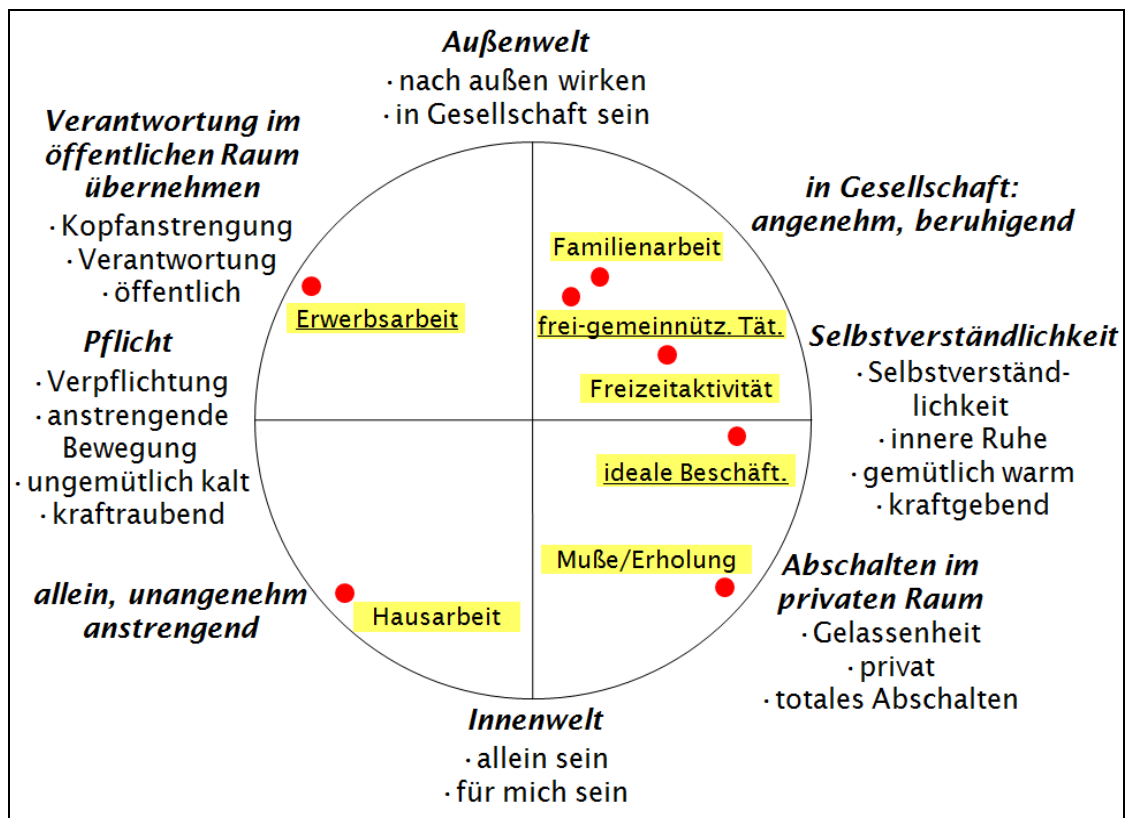 Außenwelt
· nach außen wirken
· in Gesellschaft sein
Verantwortung im
öffentlichen Raum
übernehmen
· Kopfanstrengung
· Verantwortung
· öffentlich
in Gesellschaft:
angenehm, beruhigend
Familienarbeit
Erwerbsarbeit
frei-gemeinnütz. Tät.
Freizeitaktivität
Pflicht
· Verpflichtung
· anstrengende
Bewegung
· ungemütlich kalt
· kraftraubend
Selbstverständlichkeit
· Selbstverständ-
lichkeit
· innere Ruhe
· gemütlich warm
· kraftgebend
ideale Beschäft.
Muße/Erholung
allein, unangenehm
anstrengend
Hausarbeit
Abschalten im
privaten Raum
· Gelassenheit
· privat
· totales Abschalten
Innenwelt
· allein sein
· für mich sein